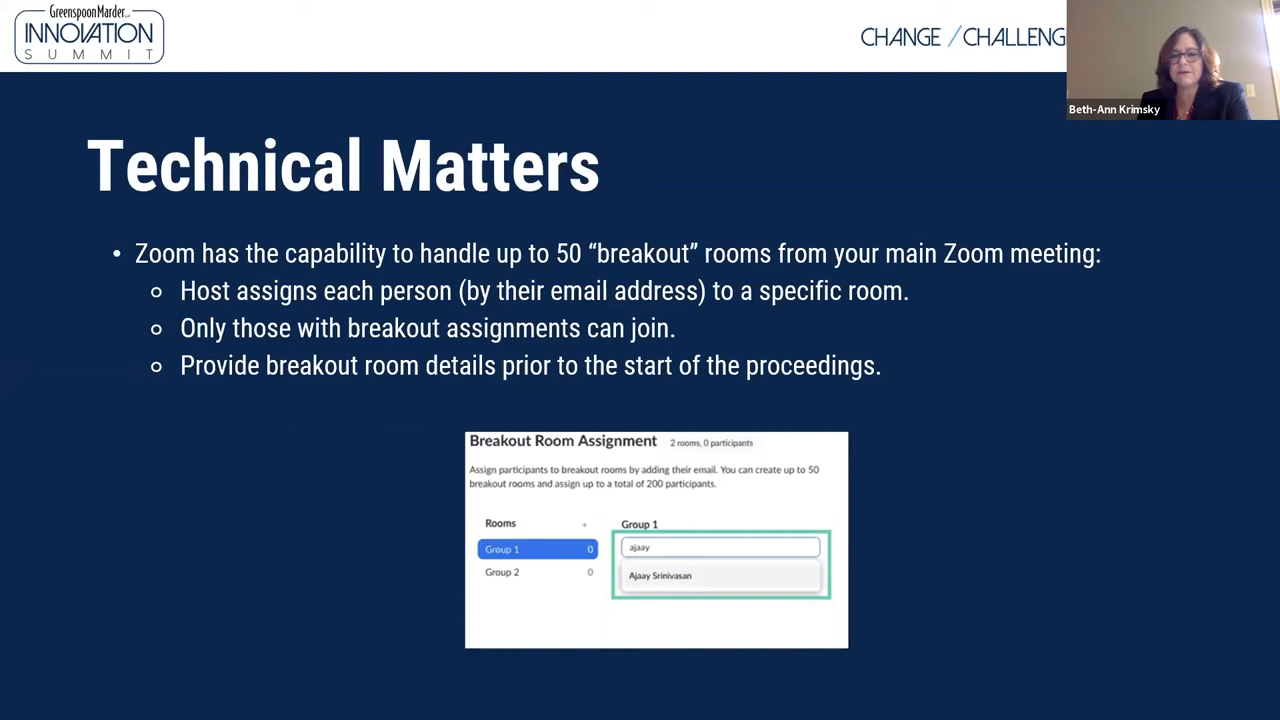 GreenspoonMarder LLP
INNOVATION
SUMMIT
CHANGE / CHALLENG
Beth-Ann Krimsky
Technical Matters
• Zoom has the capability to handle up to 50 “breakout” rooms from your main Zoom meeting:
○ Host assigns each person (by their email address) to a specific room.
○ Only those with breakout assignments can join.
○ Provide breakout room details prior to the start of the proceedings.
Breakout Room Assignment 2 rooms, 0 participants
Assign participants to breakout rooms by adding their email. You can create up to 50
breakout rooms and assign up to a total of 200 participants.
Rooms +
Group 1 0
Group 2 0
Group 1
ajaay
Ajaay Srinivasan